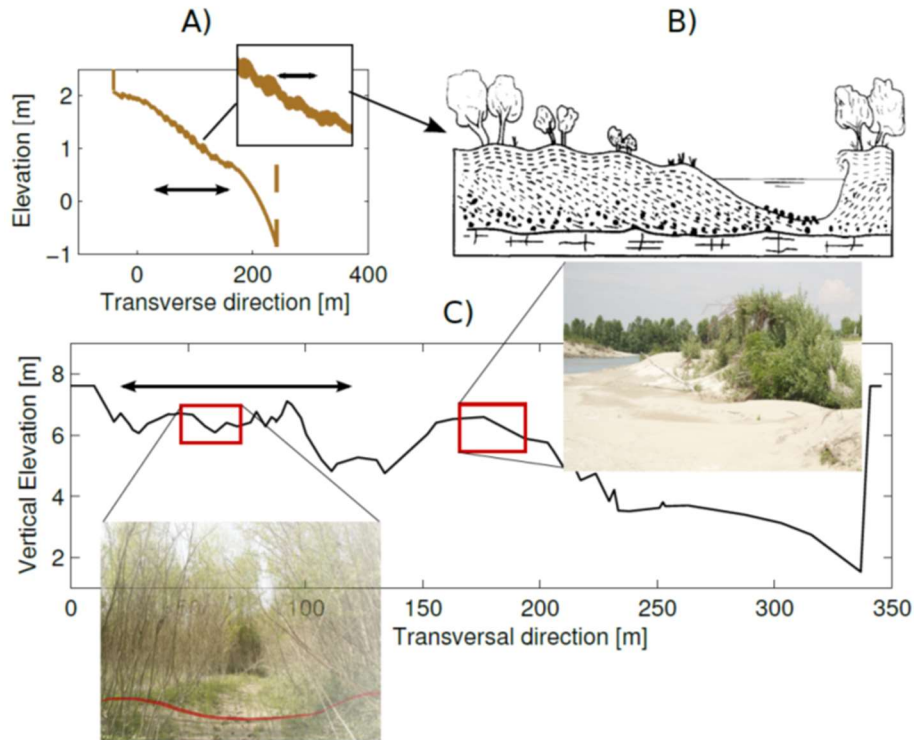 A)
B)
Elevation [m]
2
1
0
−1
0
200
400
Transverse direction [m]
C)
Vertical Elevation [m]
8
6
4
2
0
50
100
150
200
250
300
350
Transversal direction [m]